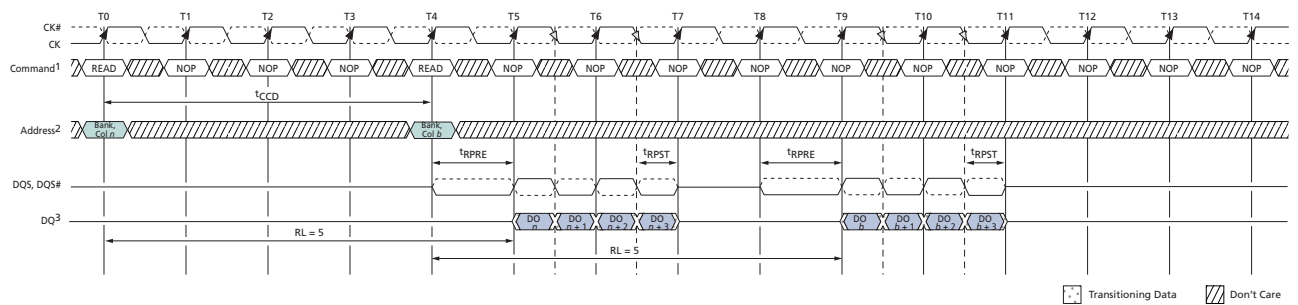 T0 T1 T2 T3 T4 T5 T6 T7 T8 T9 T10 T11 T12 T13 T14
CK#
CK
Command1 READ NOP NOP NOP READ NOP NOP NOP NOP NOP NOP NOP NOP NOP NOP
tCCD
Address2 Bank, Col n Bank, Col b
tRPRE tRPST tRPRE tRPST
DQS, DQS#
DQ3 DO n DO n + 1 DO n + 2 DO n + 3 DO b DO b + 1 DO b + 2 DO b + 3
RL = 5
RL = 5
Transitioning Data Don't Care